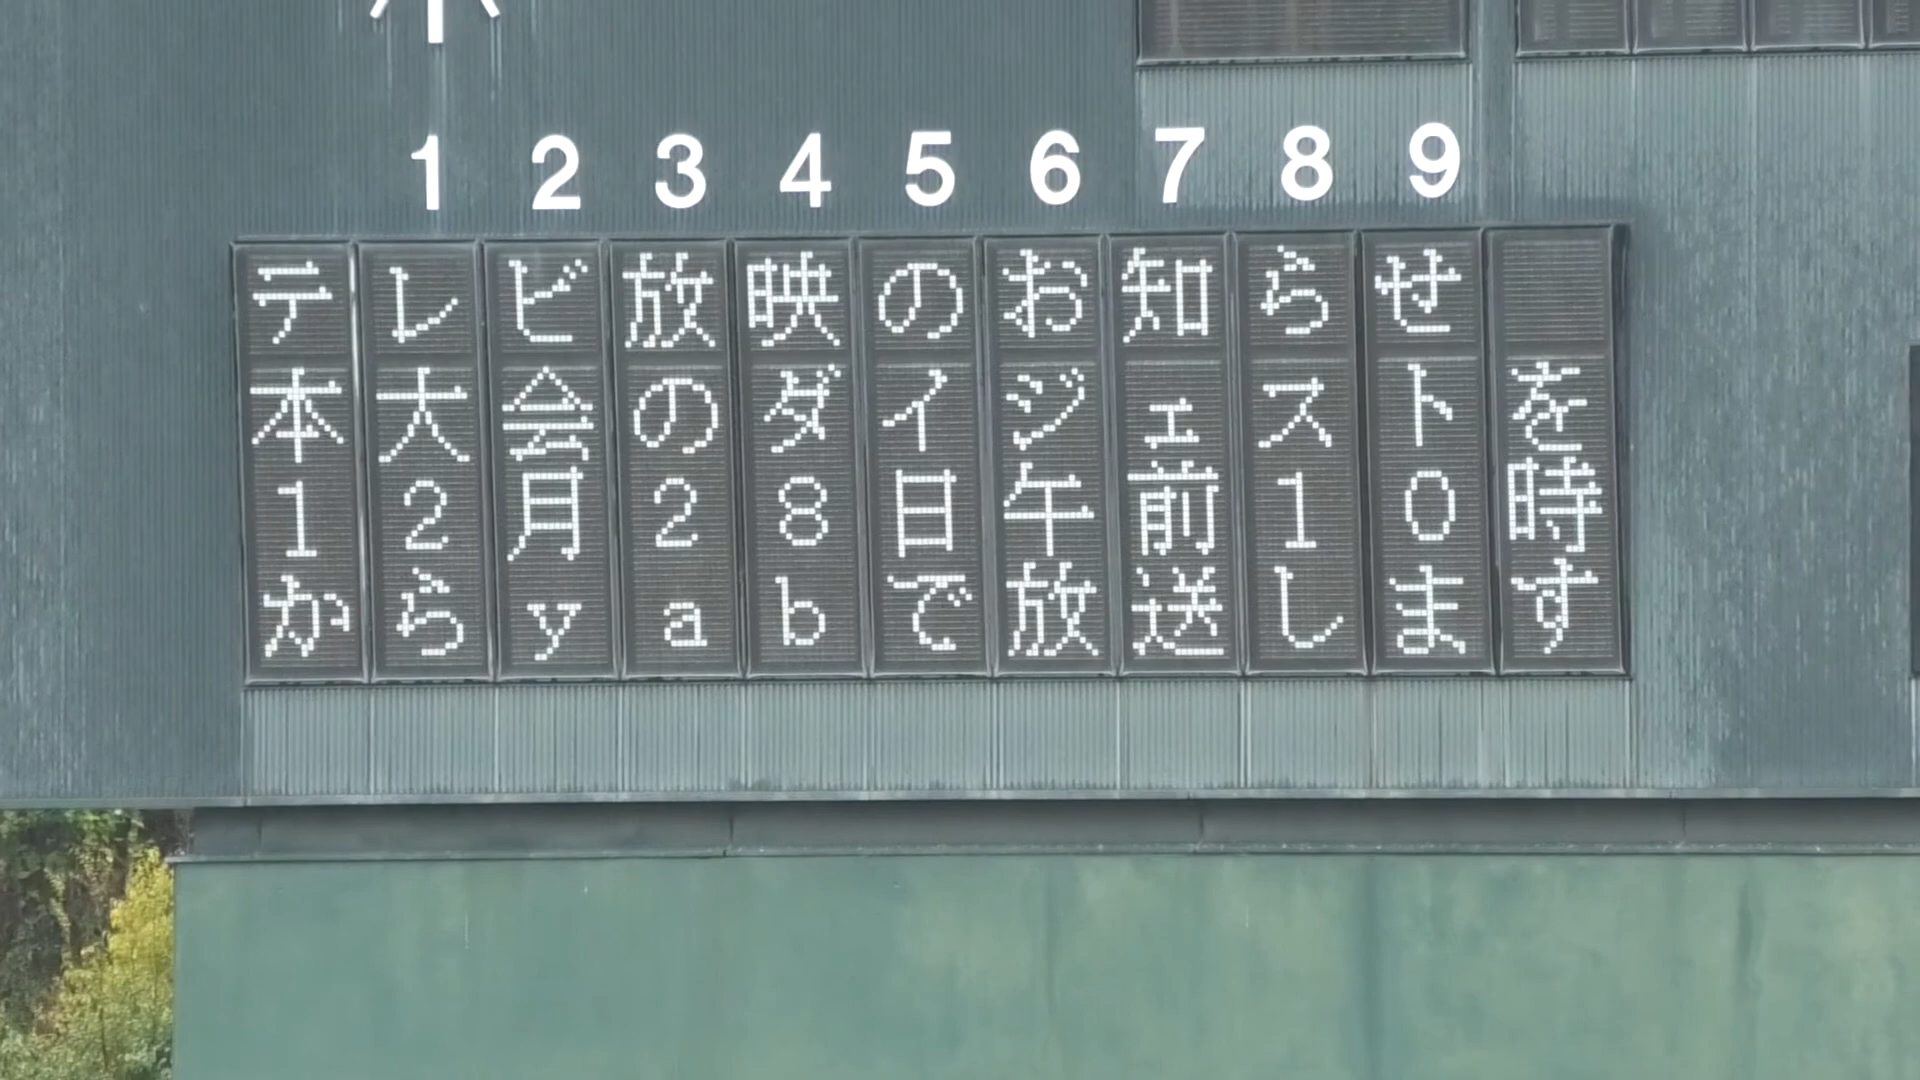 1 2 3 4 5 6 7 8 9
テレビ放映のお知らせ
本大会のダイジェストを
12月28日午前10時
からyabで放送します